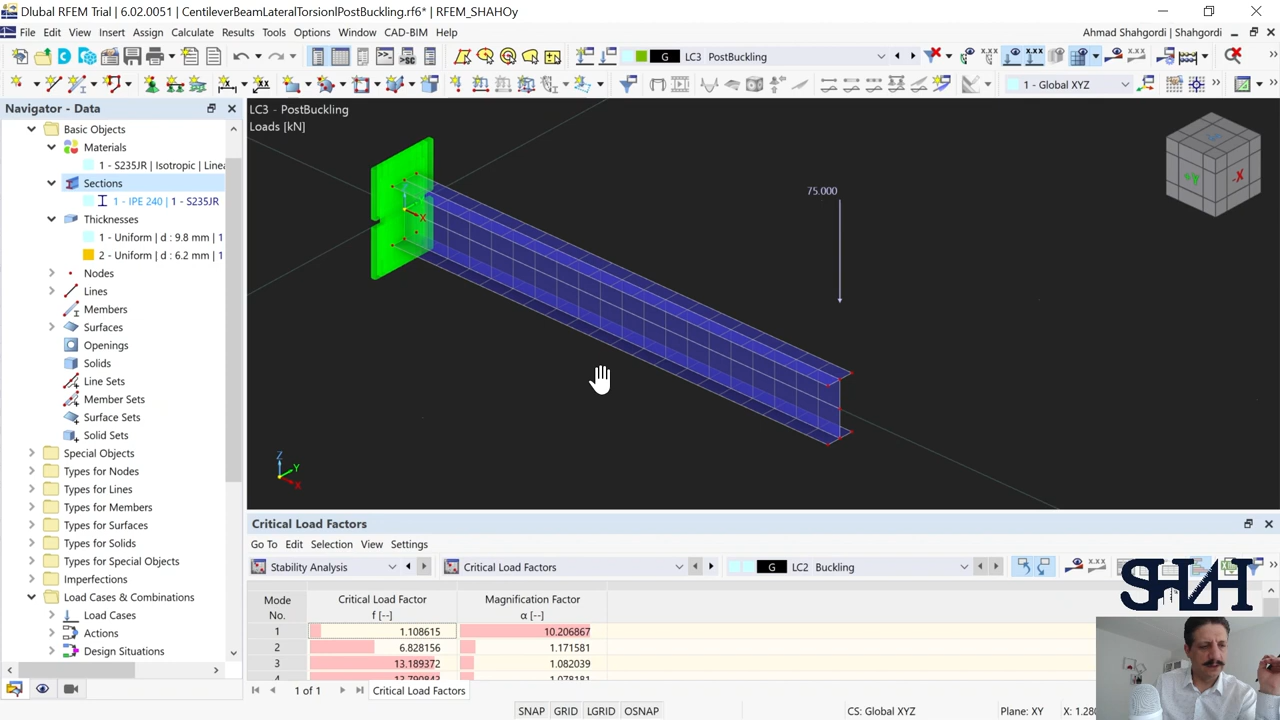 Dlubal RFEM Trial | 6.02.0051 | CentileverBeamLateralTorsionlPostBuckling.rf6* | RFEM_SHAHOy
File Edit View Insert Assign Calculate Results Tools Options Window CAD-BIM Help
Ahmad Shahgordi | Shahgordi
G LC3 PostBuckling
1 - Global XYZ
Navigator - Data
Basic Objects
Materials
1 - S235JR | Isotropic | Linea
Sections
1 - IPE 240 | 1 - S235JR
Thicknesses
1 - Uniform | d : 9.8 mm | 1
2 - Uniform | d : 6.2 mm | 1
Nodes
Lines
Members
Surfaces
Openings
Solids
Line Sets
Member Sets
Surface Sets
Solid Sets
Special Objects
Types for Nodes
Types for Lines
Types for Members
Types for Surfaces
Types for Solids
Types for Special Objects
Imperfections
Load Cases & Combinations
Load Cases
Actions
Design Situations
LC3 - PostBuckling
Loads [kN]
75.000
X
+Y
-X
Z
Y
X
Critical Load Factors
Go To Edit Selection View Settings
Stability Analysis Critical Load Factors G LC2 Buckling
Mode Critical Load Factor Magnification Factor
No. f [--] α [--]
1 1.108615 10.206867
2 6.828156 1.171581
3 13.189372 1.082039
4 13.790843 1.078181
1 of 1 Critical Load Factors
SHAH
SNAP GRID LGRID OSNAP CS: Global XYZ Plane: XY X: 1.280